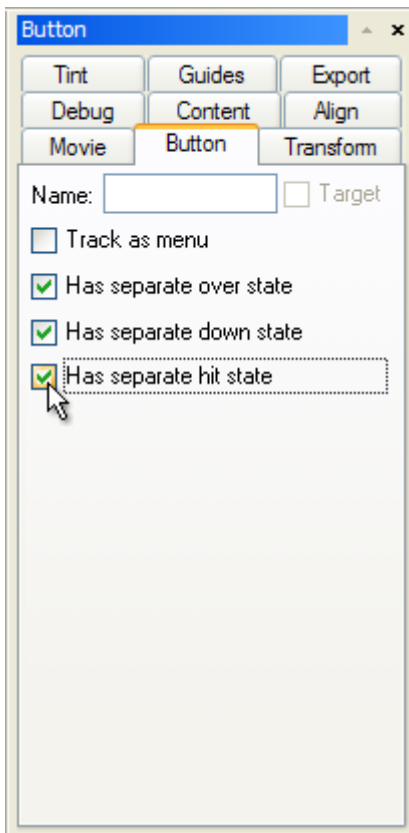 Button
Tint Guides Export
Debug Content Align
Movie Button Transform
Name: Target
Track as menu
Has separate over state
Has separate down state
Has separate hit state